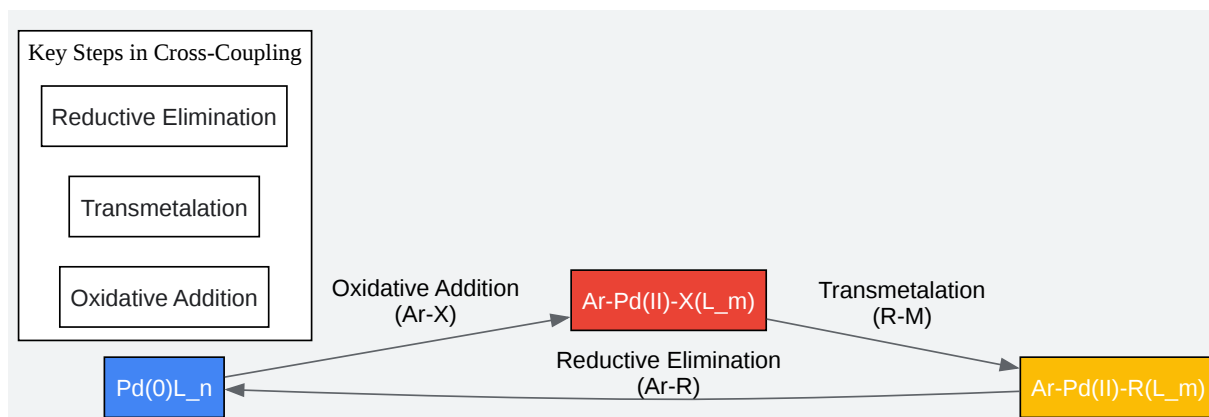 Key Steps in Cross-Coupling
Reductive Elimination
Transmetalation
Oxidative Addition
Oxidative Addition
(Ar-X)
Ar-Pd(II)-X(L_m)
Transmetalation
(R-M)
Reductive Elimination
(Ar-R)
Pd(0)L_n
Ar-Pd(II)-R(L_m)